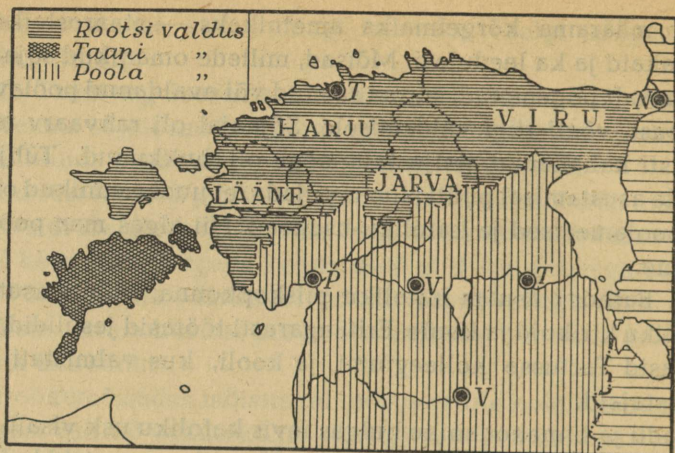 Rootsi valdus
Taani "
Poola "
T
N
VIRU
HARJU
LÄÄNE
JÄRVA
P
V
T
V